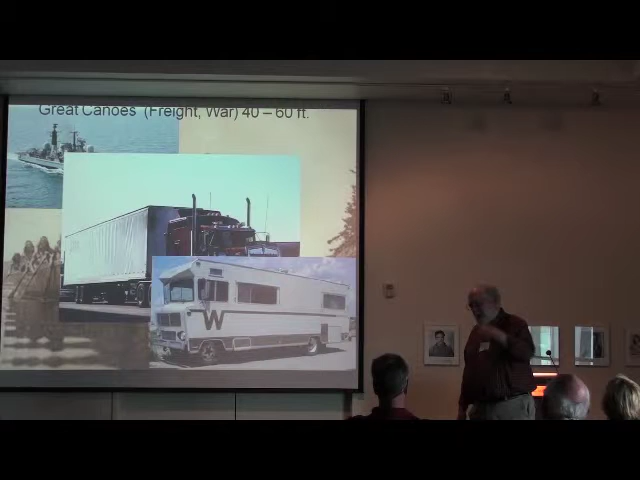 Great Canoes (Freight, War) 40 – 60 ft.
W